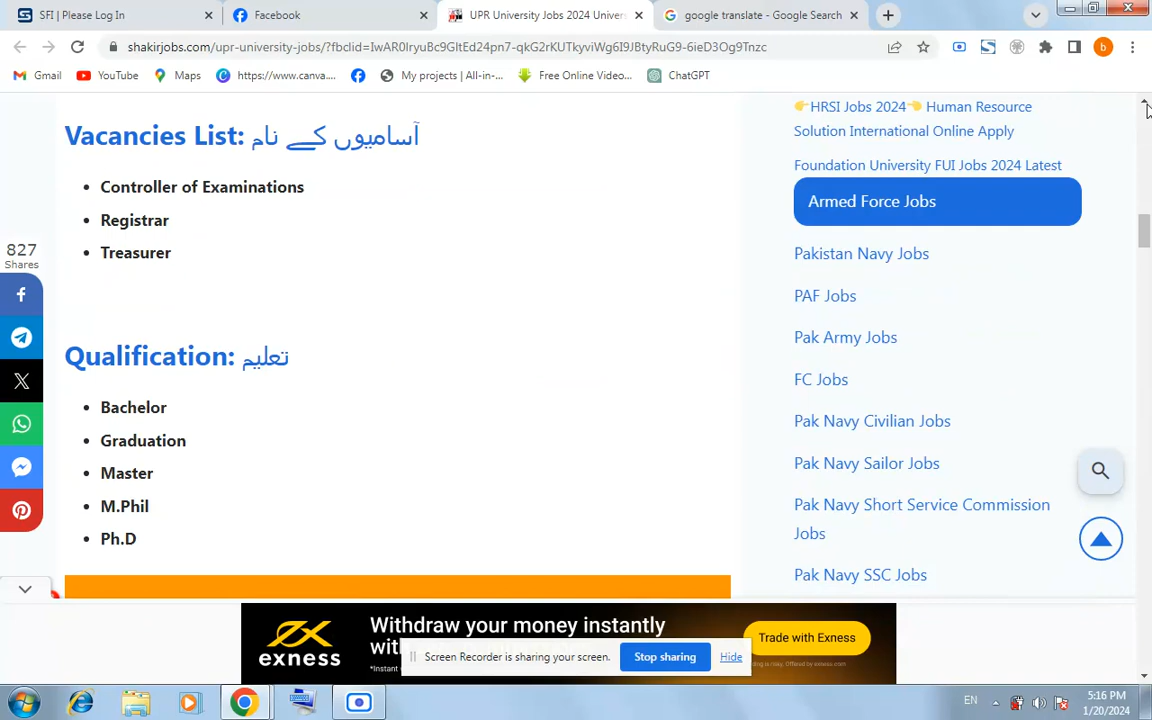 SFI | Please Log In
Facebook
UPR University Jobs 2024 Univer
google translate - Google Search
shakirjobs.com/upr-university-jobs/?fbclid=IwAR0lryuBc9GltEd24pn7-qkG2rKUTkyviWg6I9JBtyRuG9-6ieD3Og9Tnzc
b
Gmail
YouTube
Maps
https://www.canva....
My projects | All-in-...
Free Online Video...
ChatGPT
Vacancies List: آسامیوں کے نام
Controller of Examinations
Registrar
Treasurer
827
Shares
Qualification: تعلیم
Bachelor
Graduation
Master
M.Phil
Ph.D
👉HRSI Jobs 2024👈 Human Resource
Solution International Online Apply
Foundation University FUI Jobs 2024 Latest
Armed Force Jobs
Pakistan Navy Jobs
PAF Jobs
Pak Army Jobs
FC Jobs
Pak Navy Civilian Jobs
Pak Navy Sailor Jobs
Pak Navy Short Service Commission
Jobs
Pak Navy SSC Jobs
exness
Withdraw your money instantly
Trade with Exness
Screen Recorder is sharing your screen.
Stop sharing
Hide
EN
5:16 PM
1/20/2024